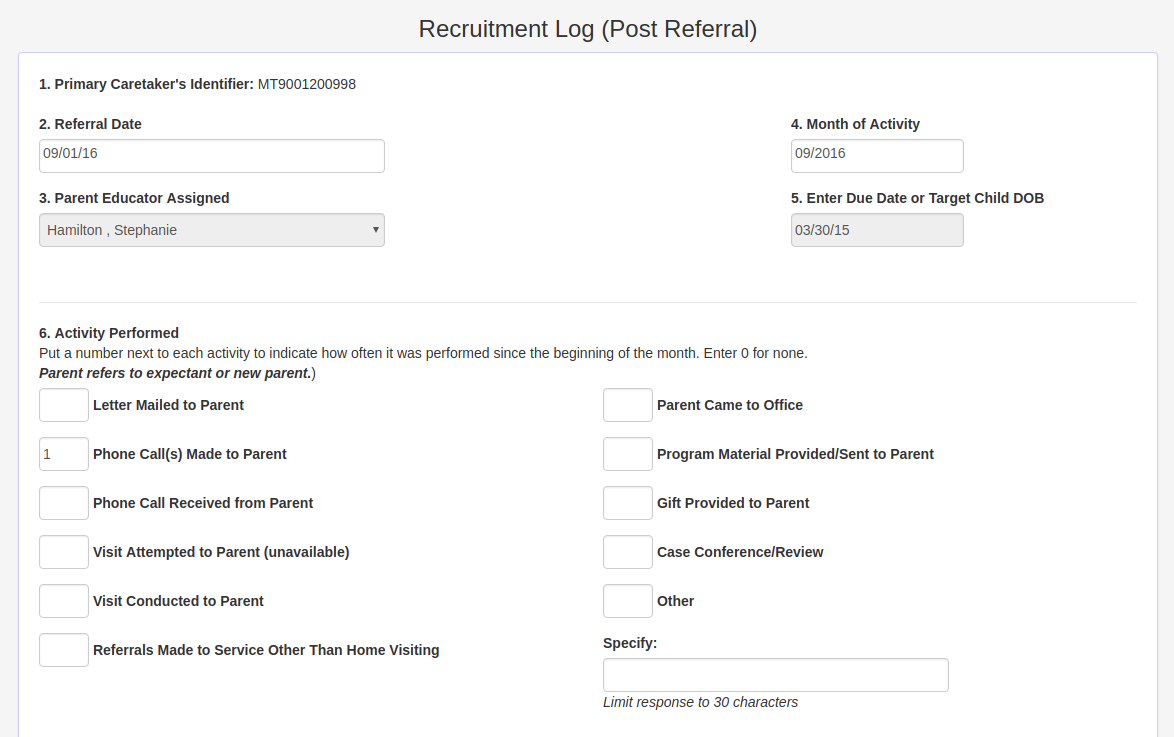 Recruitment Log (Post Referral)
1. Primary Caretaker's Identifier: MT9001200998
2. Referral Date
09/01/16
4. Month of Activity
09/2016
3. Parent Educator Assigned
Hamilton , Stephanie
5. Enter Due Date or Target Child DOB
03/30/15
6. Activity Performed
Put a number next to each activity to indicate how often it was performed since the beginning of the month. Enter 0 for none.
Parent refers to expectant or new parent.)
Letter Mailed to Parent
1 Phone Call(s) Made to Parent
Phone Call Received from Parent
Visit Attempted to Parent (unavailable)
Visit Conducted to Parent
Referrals Made to Service Other Than Home Visiting
Parent Came to Office
Program Material Provided/Sent to Parent
Gift Provided to Parent
Case Conference/Review
Other
Specify:
Limit response to 30 characters